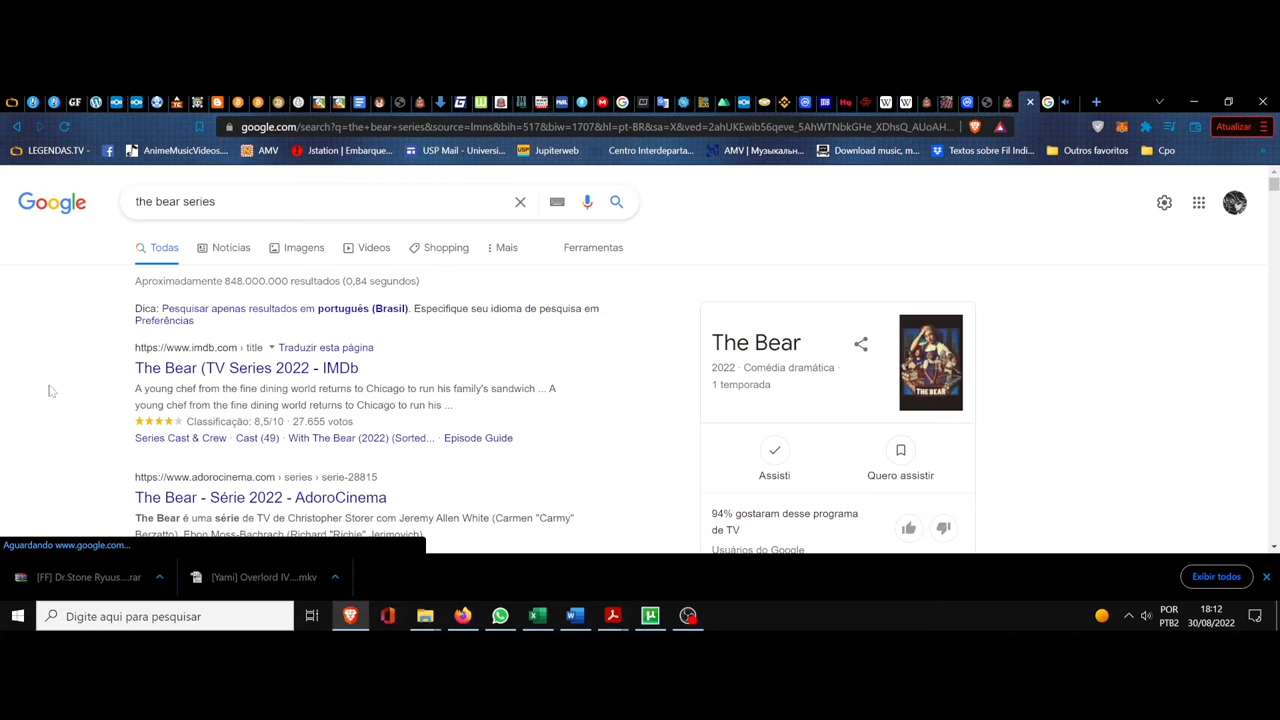 google.com/search?q=the+bear+series&source=lmns&bih=517&biw=1707&hl=pt-BR&sa=X&ved=2ahUKEwib56qeve_5AhWTNbkGHe_XDhsQ_AUoAH...
Atualizar
LEGENDAS.TV -
AnimeMusicVideos....
AMV
Jstation | Embarque...
USP Mail - Universi...
Jupiterweb
Centro Interdeparta...
AMV | Музыкальн...
Download music, m...
Textos sobre Fil Indi...
Outros favoritos
Cpo
Google
the bear series
Todas
Notícias
Imagens
Vídeos
Shopping
Mais
Ferramentas
Aproximadamente 848.000.000 resultados (0,84 segundos)
Dica: Pesquisar apenas resultados em português (Brasil). Especifique seu idioma de pesquisa em
Preferências
https://www.imdb.com › title Traduzir esta página
The Bear (TV Series 2022 - IMDb
A young chef from the fine dining world returns to Chicago to run his family's sandwich ... A
young chef from the fine dining world returns to Chicago to run his ...
Classificação: 8,5/10 · 27.655 votos
Series Cast & Crew · Cast (49) · With The Bear (2022) (Sorted... · Episode Guide
https://www.adorocinema.com › series › serie-28815
The Bear - Série 2022 - AdoroCinema
The Bear é uma série de TV de Christopher Storer com Jeremy Allen White (Carmen "Carmy"
Berzatto), Ebon Moss-Bachrach (Richard "Richie" Jerimovich).
The Bear
2022 · Comédia dramática ·
1 temporada
THE BEAR
Assisti
Quero assistir
94% gostaram desse programa
de TV
Usuários do Google
Aguardando www.google.com...
[FF] Dr.Stone Ryuus....rar
[Yami] Overlord IV....mkv
Exibir todos
Digite aqui para pesquisar
POR
PTB2
18:12
30/08/2022